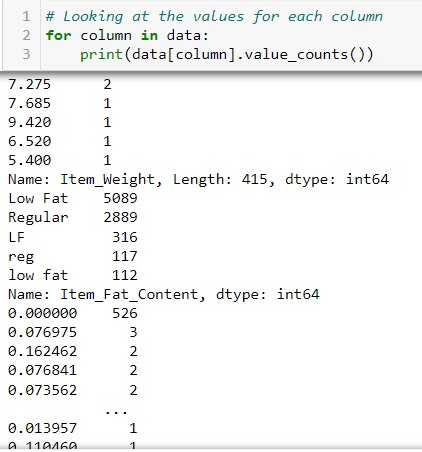 1 # Looking at the values for each column
2 for column in data:
3     print(data[column].value_counts())
7.275 2
7.685 1
9.420 1
6.520 1
5.400 1
Name: Item_Weight, Length: 415, dtype: int64
Low Fat 5089
Regular 2889
LF 316
reg 117
low fat 112
Name: Item_Fat_Content, dtype: int64
0.000000 526
0.076975 3
0.162462 2
0.076841 2
0.073562 2
...
0.013957 1
0.110460 1